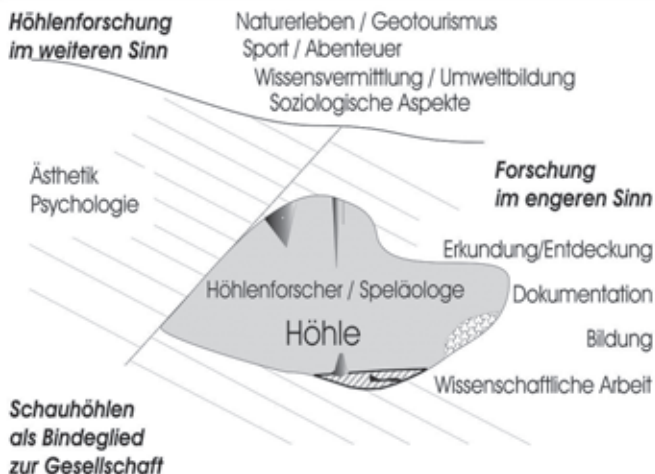 Höhlenforschung
im weiteren Sinn
Naturerleben / Geotourismus
Sport / Abenteuer
Wissensvermittlung / Umweltbildung
Soziologische Aspekte
Ästhetik
Psychologie
Forschung
im engeren Sinn
Erkundung/Entdeckung
Höhlenforscher / Speläologe
Dokumentation
Höhle
Bildung
Wissenschaftliche Arbeit
Schauhöhlen
als Bindeglied
zur Gesellschaft